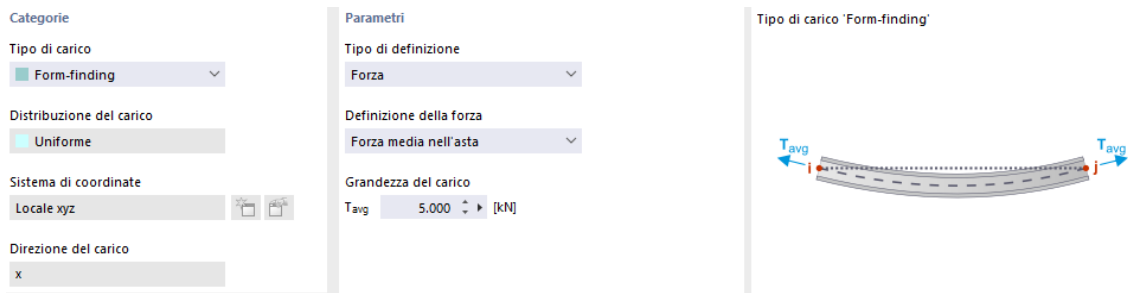 Categorie
Tipo di carico
Form-finding
Distribuzione del carico
Uniforme
Sistema di coordinate
Locale xyz
Direzione del carico
x
Parametri
Tipo di definizione
Forza
Definizione della forza
Forza media nell'asta
Grandezza del carico
Tavg 5.000 [kN]
Tipo di carico 'Form-finding'
Tavg Tavg
i j